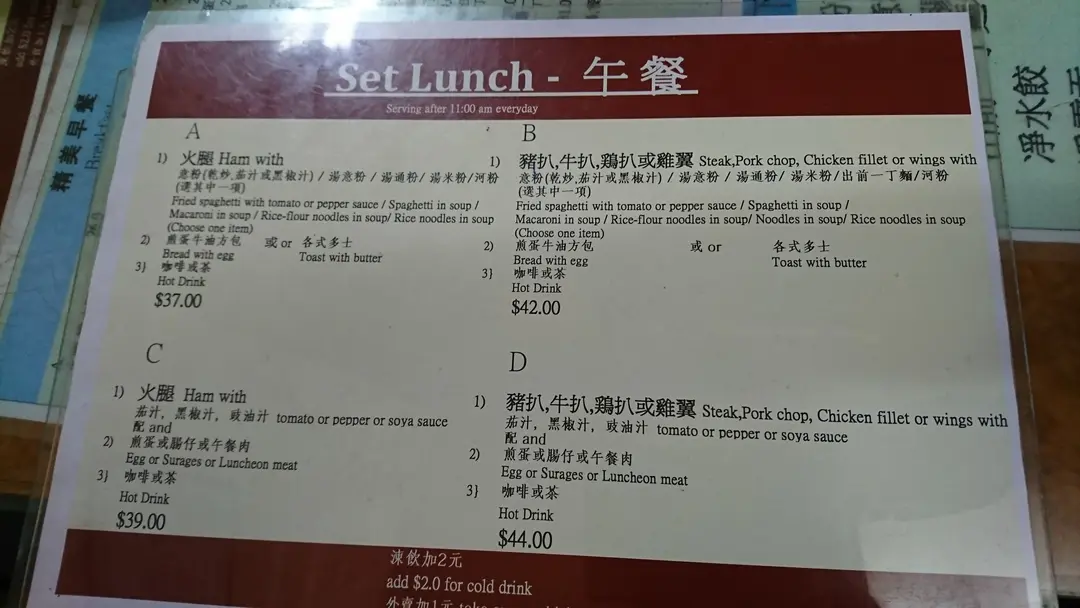 Set Lunch - 午餐
Serving after 11:00 am everyday
A
1) 火腿 Ham with
意粉(乾炒,茄汁或黑椒汁) / 湯意粉 / 湯通粉/ 湯米粉/河粉
(選其中一項)
Fried spaghetti with tomato or pepper sauce / Spaghetti in soup /
Macaroni in soup / Rice-flour noodles in soup/ Rice noodles in soup
(Choose one item)
2) 煎蛋牛油方包 或 or 各式多士
Bread with egg Toast with butter
3} 咖啡或茶
Hot Drink
$37.00
B
1) 豬扒,牛扒,鶏扒或雞翼 Steak,Pork chop, Chicken fillet or wings with
意粉(乾炒,茄汁或黑椒汁) / 湯意粉 / 湯通粉/ 湯米粉/出前一丁麵/河粉
(選其中一項)
Fried spaghetti with tomato or pepper sauce / Spaghetti in soup /
Macaroni in soup / Rice-flour noodles in soup/ Noodles in soup/ Rice noodles in soup
(Choose one item)
2) 煎蛋牛油方包 或 or 各式多士
Bread with egg Toast with butter
3} 咖啡或茶
Hot Drink
$42.00
C
1) 火腿 Ham with
茄汁, 黑椒汁, 豉油汁 tomato or pepper or soya sauce
配 and
2) 煎蛋或腸仔或午餐肉
Egg or Surages or Luncheon meat
3} 咖啡或茶
Hot Drink
$39.00
D
1) 豬扒,牛扒,鶏扒或雞翼 Steak,Pork chop, Chicken fillet or wings with
茄汁, 黑椒汁, 豉油汁 tomato or pepper or soya sauce
配 and
2) 煎蛋或腸仔或午餐肉
Egg or Surages or Luncheon meat
3} 咖啡或茶
Hot Drink
$44.00
涑飲加2元
add $2.0 for cold drink
外賣加1元
精美早餐
Breakfast
淨水餃